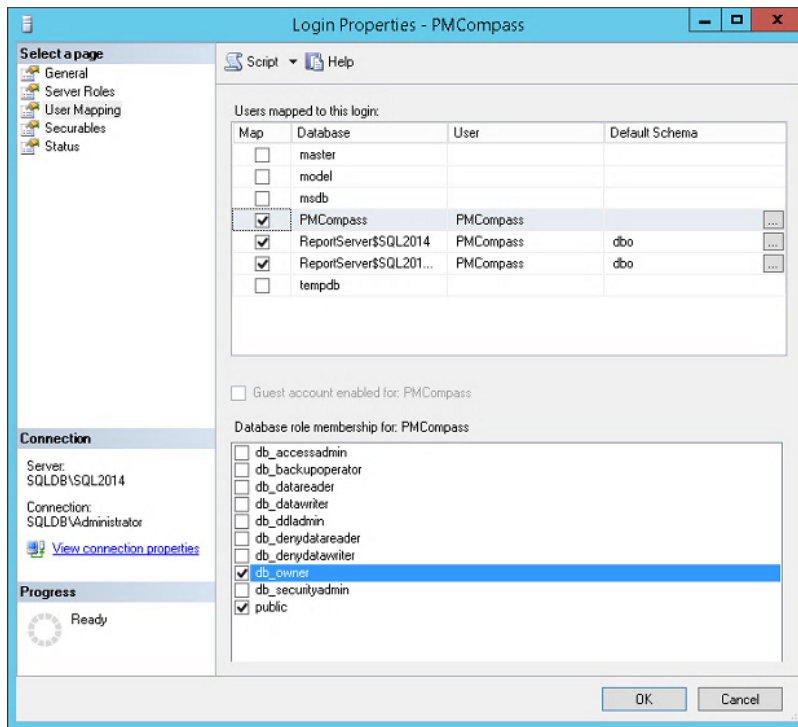 Login Properties - PMCompass
Select a page
General
Server Roles
User Mapping
Securables
Status
Script Help
Users mapped to this login:
Map Database User Default Schema
master
model
msdb
PMCompass PMCompass ...
ReportServer$SQL2014 PMCompass dbo ...
ReportServer$SQL201... PMCompass dbo ...
tempdb
Guest account enabled for: PMCompass
Database role membership for: PMCompass
db_accessadmin
db_backupoperator
db_datareader
db_datawriter
db_ddladmin
db_denydatareader
db_denydatawriter
db_owner
db_securityadmin
public
Connection
Server:
SQLDB\SQL2014
Connection:
SQLDB\Administrator
View connection properties
Progress
Ready
OK Cancel